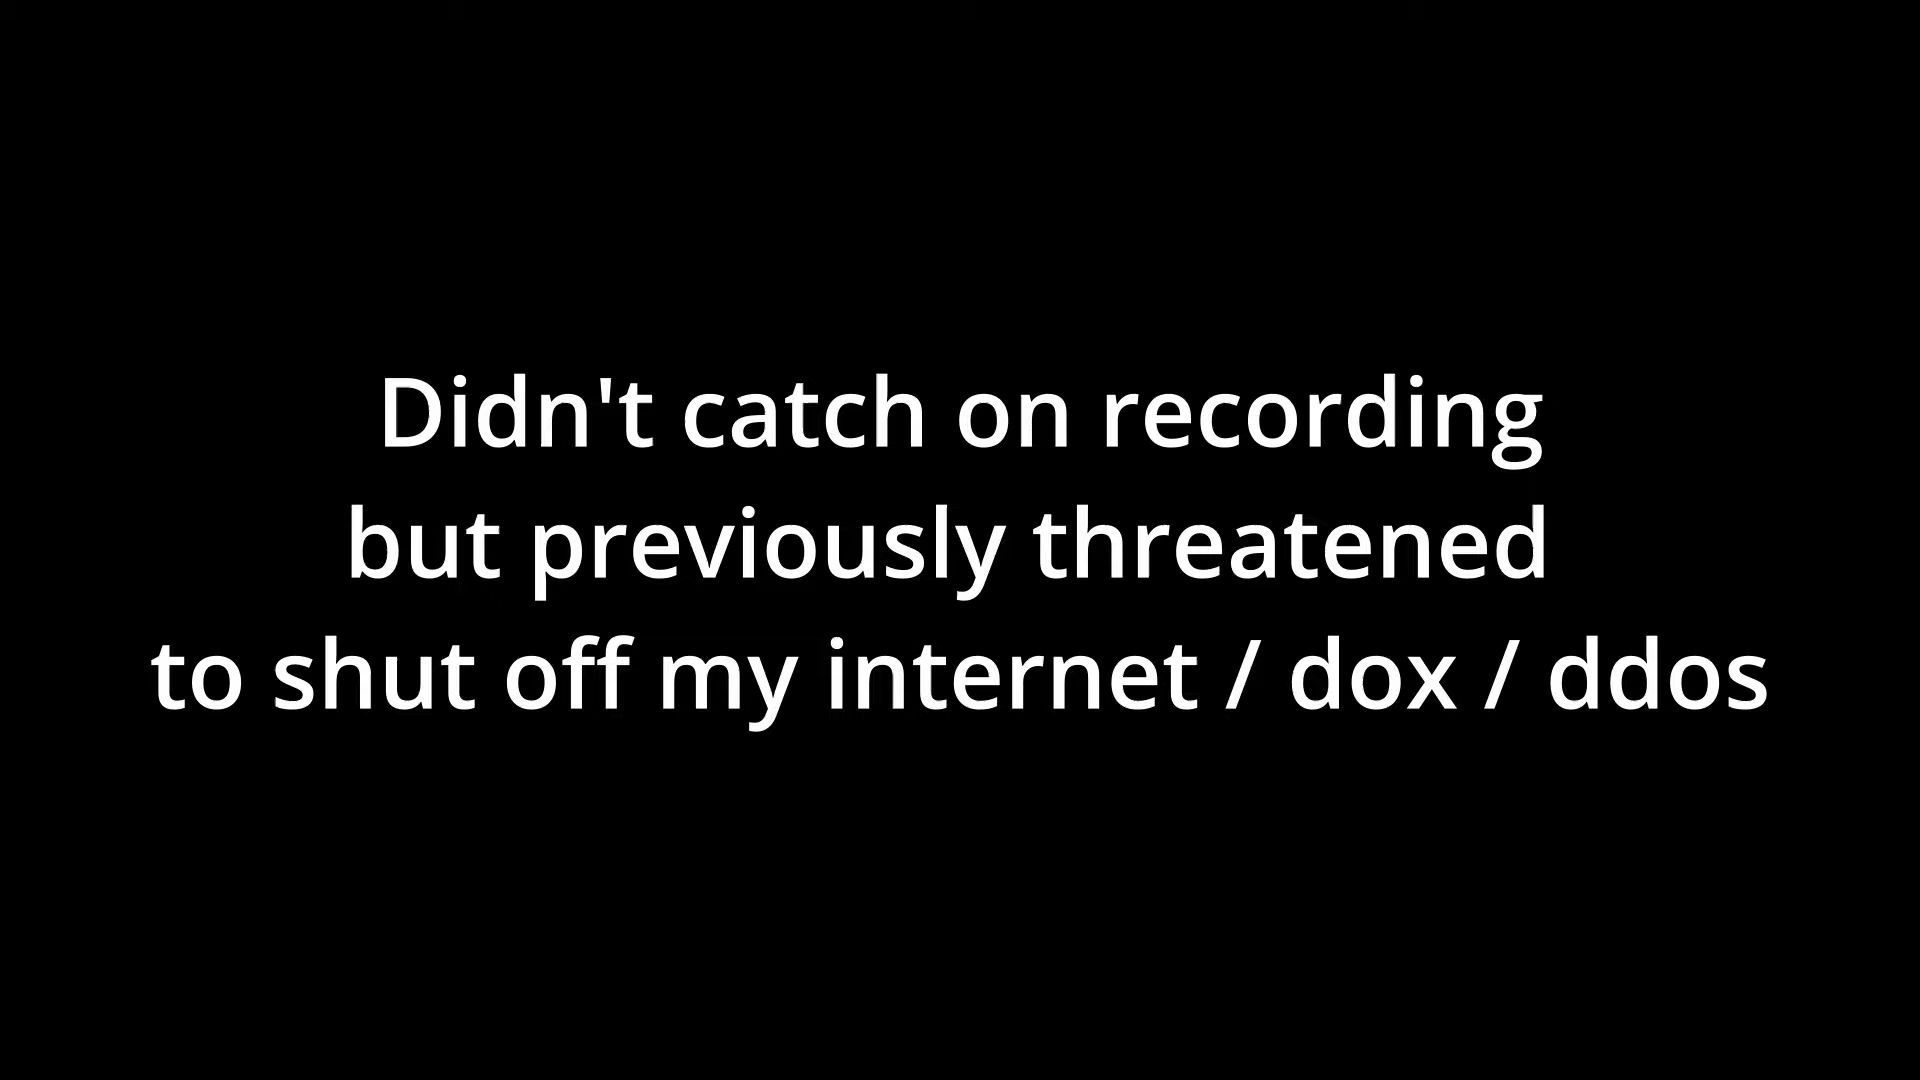 Didn't catch on recording
but previously threatened
to shut off my internet / dox / ddos